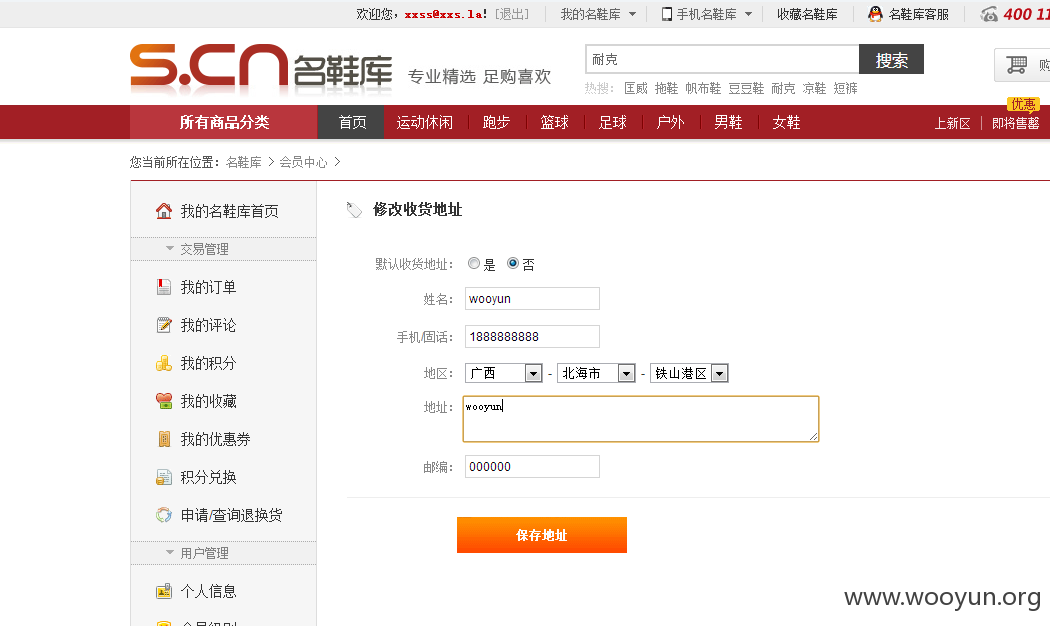 欢迎您，xxss@xxs.la! [退出] 我的名鞋库 手机名鞋库 收藏名鞋库 名鞋库客服 400 11
S.CN 名鞋库 专业精选 足购喜欢
耐克 搜索 购
热搜： 匡威 拖鞋 帆布鞋 豆豆鞋 耐克 凉鞋 短裤
优惠
所有商品分类 首页 运动休闲 跑步 篮球 足球 户外 男鞋 女鞋 上新区 即将售罄
您当前所在位置： 名鞋库 > 会员中心 >
我的名鞋库首页
交易管理
我的订单
我的评论
我的积分
我的收藏
我的优惠券
积分兑换
申请/查询退换货
用户管理
个人信息
会员级别
修改收货地址
默认收货地址： 是 否
姓名： wooyun
手机/固话： 1888888888
地区： 广西 - 北海市 - 铁山港区
地址： wooyun
邮编： 000000
保存地址
www.wooyun.org